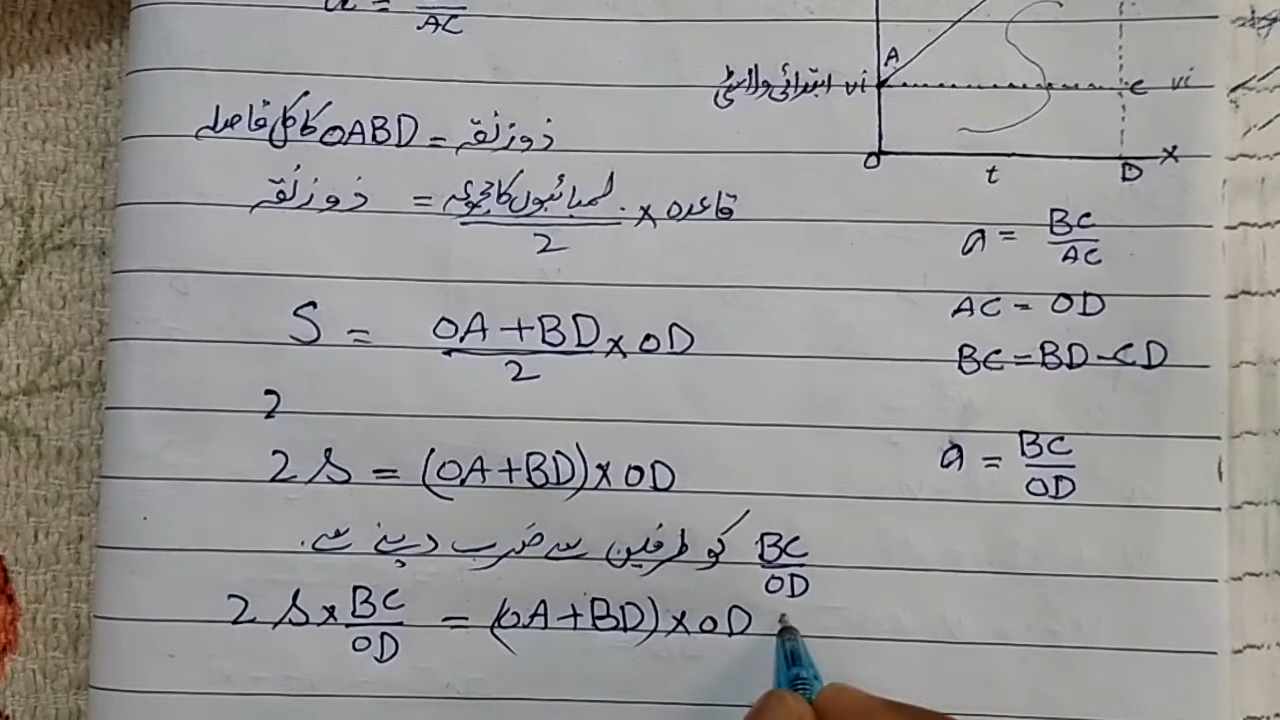 AC
A
ابتدائی ولاسٹی vi
C vi
O t D X
ذوزنقہ = OABD کا کل فاصلہ
ذوزنقہ = لمبائیوں کا مجموعہ / 2 × قاعدہ
a = BC/AC
AC = OD
S = OA+BD/2 × OD
BC = BD-CD
2
2S = (OA+BD)×OD
a = BC/OD
BC/OD کو طرفین سے ضرب دینے سے.
2S×BC/OD = (OA+BD)×OD